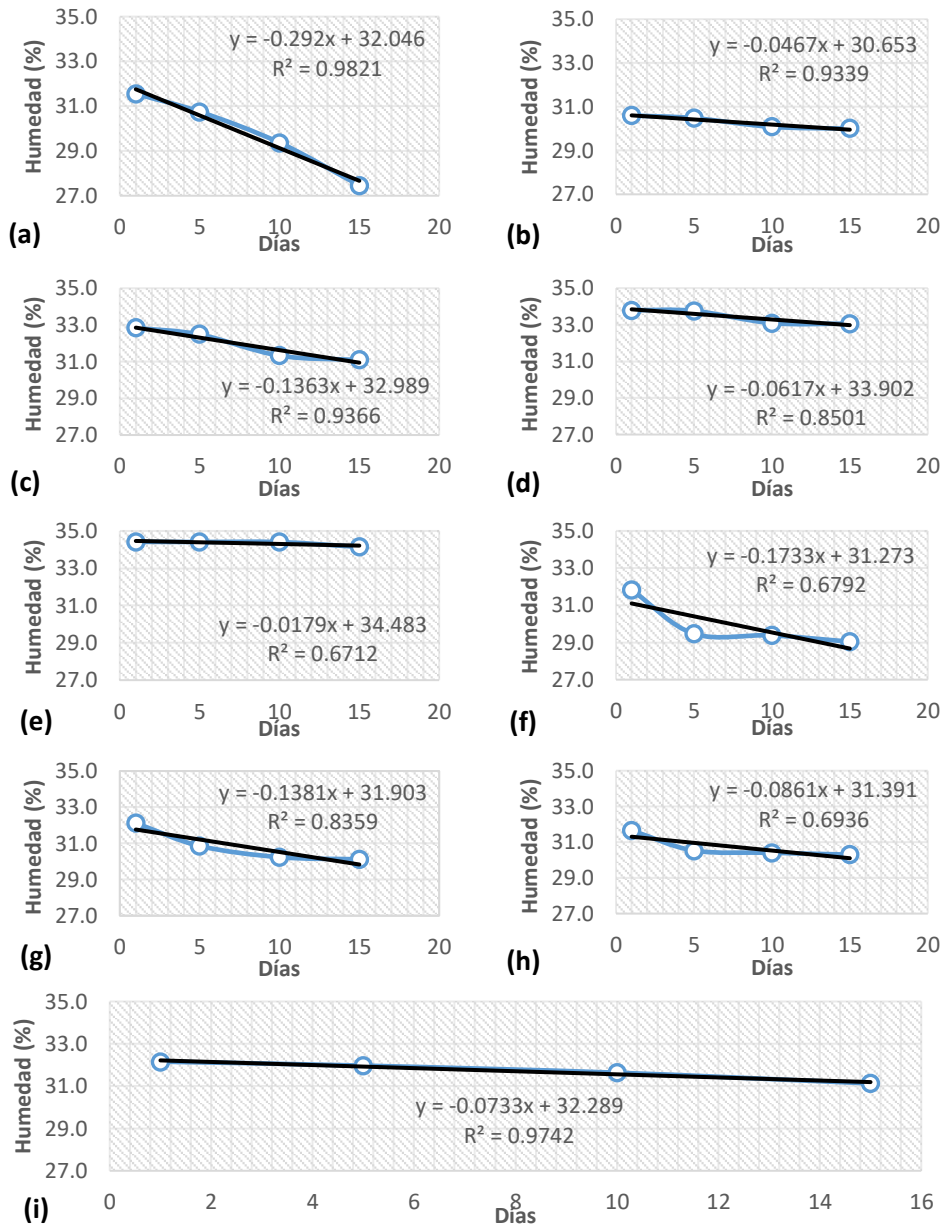 35.0
33.0
31.0
29.0
27.0
Humedad (%)
y = -0.292x + 32.046
R² = 0.9821
0 5 10 15 20
Días
(a)
35.0
33.0
31.0
29.0
27.0
Humedad (%)
y = -0.0467x + 30.653
R² = 0.9339
0 5 10 15 20
Días
(b)
35.0
33.0
31.0
29.0
27.0
Humedad (%)
y = -0.1363x + 32.989
R² = 0.9366
0 5 10 15 20
Días
(c)
35.0
33.0
31.0
29.0
27.0
Humedad (%)
y = -0.0617x + 33.902
R² = 0.8501
0 5 10 15 20
Días
(d)
35.0
33.0
31.0
29.0
27.0
Humedad (%)
y = -0.0179x + 34.483
R² = 0.6712
0 5 10 15 20
Días
(e)
35.0
33.0
31.0
29.0
27.0
Humedad (%)
y = -0.1733x + 31.273
R² = 0.6792
0 5 10 15 20
Días
(f)
35.0
33.0
31.0
29.0
27.0
Humedad (%)
y = -0.1381x + 31.903
R² = 0.8359
0 5 10 15 20
Días
(g)
35.0
33.0
31.0
29.0
27.0
Humedad (%)
y = -0.0861x + 31.391
R² = 0.6936
0 5 10 15 20
Días
(h)
35.0
33.0
31.0
29.0
27.0
Humedad (%)
y = -0.0733x + 32.289
R² = 0.9742
0 2 4 6 8 10 12 14 16
Días
(i)